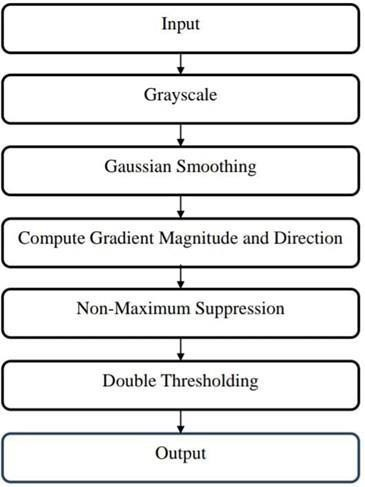 Input
Grayscale
Gaussian Smoothing
Compute Gradient Magnitude and Direction
Non-Maximum Suppression
Double Thresholding
Output